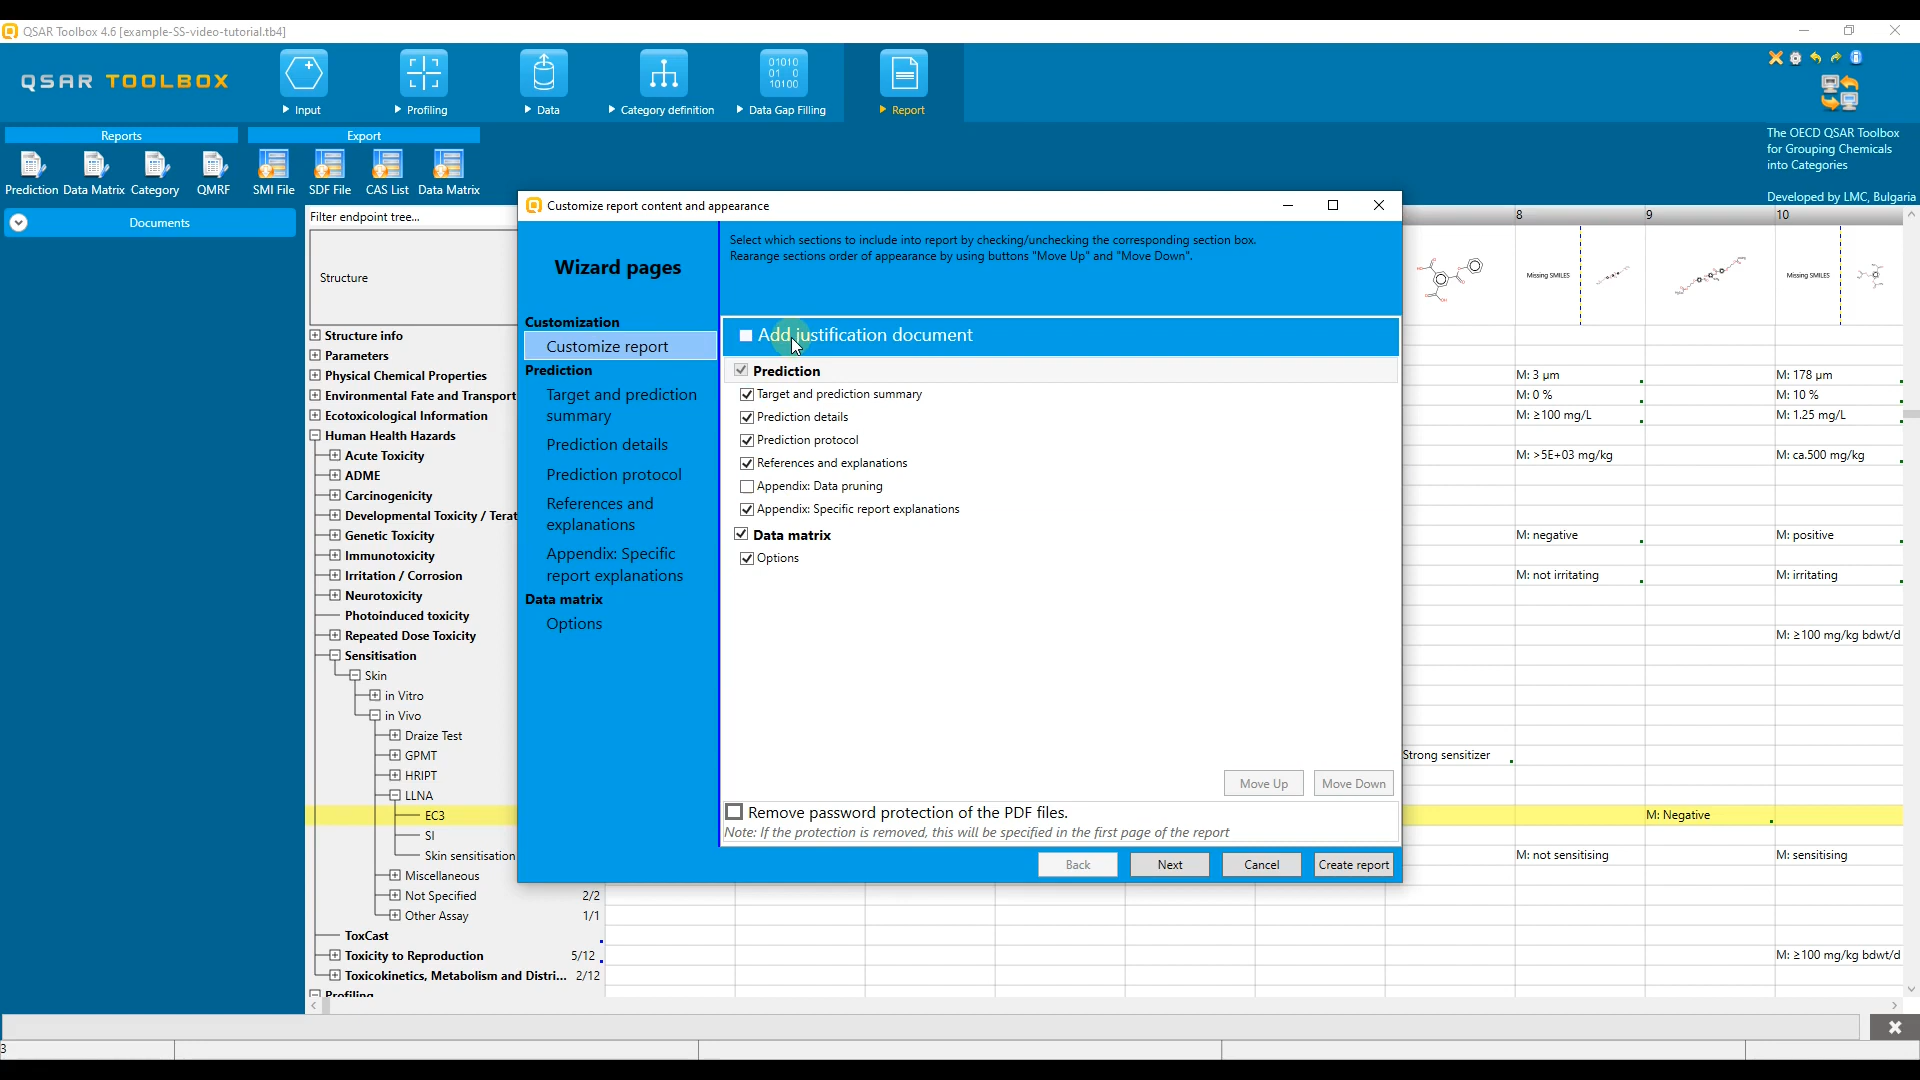 QSAR Toolbox 4.6 [example-SS-video-tutorial.tb4]
QSAR TOOLBOX
Input
Profiling
Data
Category definition
01010
01 0
10100
Data Gap Filling
Report
Reports
Export
Prediction
Data Matrix
Category
QMRF
SMI File
SDF File
CAS List
Data Matrix
The OECD QSAR Toolbox
for Grouping Chemicals
into Categories
Developed by LMC, Bulgaria
Documents
Filter endpoint tree...
Structure
Structure info
Parameters
Physical Chemical Properties
Environmental Fate and Transport
Ecotoxicological Information
Human Health Hazards
Acute Toxicity
ADME
Carcinogenicity
Developmental Toxicity / Terat
Genetic Toxicity
Immunotoxicity
Irritation / Corrosion
Neurotoxicity
Photoinduced toxicity
Repeated Dose Toxicity
Sensitisation
Skin
in Vitro
in Vivo
Draize Test
GPMT
HRIPT
LLNA
EC3
SI
Skin sensitisation
Miscellaneous
Not Specified 2/2
Other Assay 1/1
ToxCast
Toxicity to Reproduction 5/12
Toxicokinetics, Metabolism and Distri... 2/12
Profiling
Customize report content and appearance
Wizard pages
Customization
Customize report
Prediction
Target and prediction
summary
Prediction details
Prediction protocol
References and
explanations
Appendix: Specific
report explanations
Data matrix
Options
Select which sections to include into report by checking/unchecking the corresponding section box.
Rearrange sections order of appearance by using buttons "Move Up" and "Move Down".
Add justification document
Prediction
Target and prediction summary
Prediction details
Prediction protocol
References and explanations
Appendix: Data pruning
Appendix: Specific report explanations
Data matrix
Options
Move Up
Move Down
Remove password protection of the PDF files.
Note: If the protection is removed, this will be specified in the first page of the report
Back
Next
Cancel
Create report
8 9 10
Missing SMILES
Missing SMILES
M: 3 µm M: 178 µm
M: 0 % M: 10 %
M: ≥100 mg/L M: 1.25 mg/L
M: >5E+03 mg/kg M: ca.500 mg/kg
M: negative M: positive
M: not irritating M: irritating
M: ≥100 mg/kg bdwt/d
Strong sensitizer
M: Negative
M: not sensitising M: sensitising
M: ≥100 mg/kg bdwt/d
3